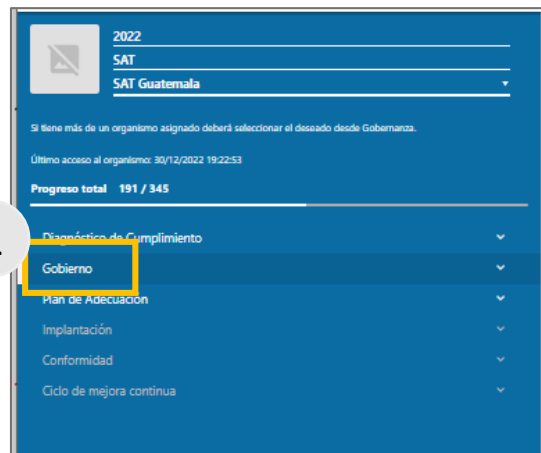 2022
SAT
SAT Guatemala
Si tiene más de un organismo asignado deberá seleccionar el deseado desde Gobernanza.
Último acceso al organismo: 30/12/2022 19:22:53
Progreso total 191 / 345
Diagnóstico de Cumplimiento
Gobierno
Plan de Adecuación
Implantación
Conformidad
Ciclo de mejora continua